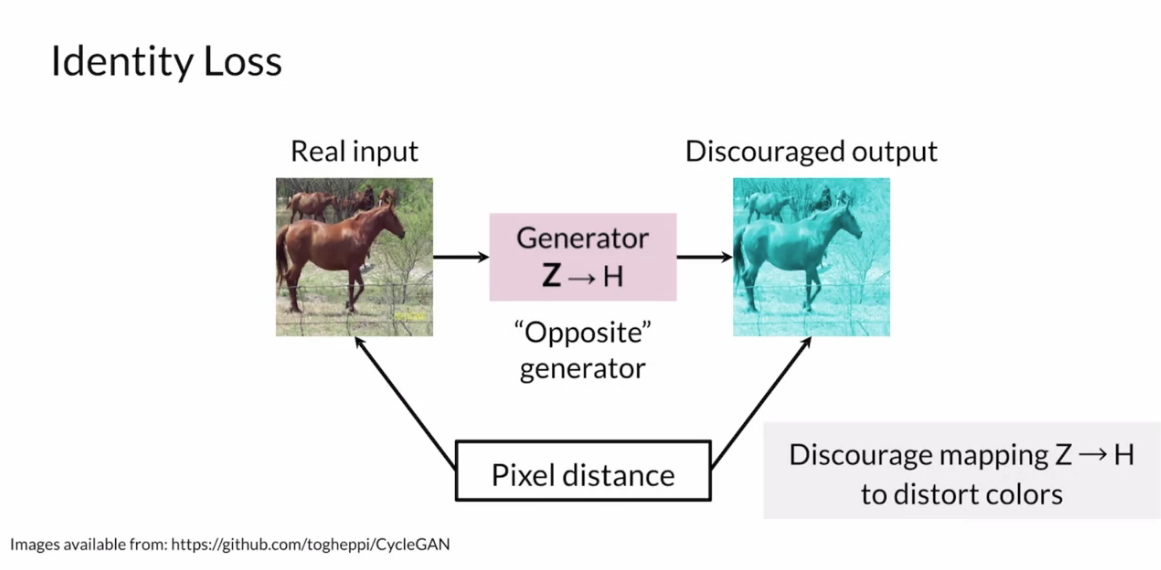 Identity Loss
Real input
Discouraged output
Generator
Z → H
“Opposite”
generator
Pixel distance
Discourage mapping Z → H
to distort colors
Images available from: https://github.com/togheppi/CycleGAN